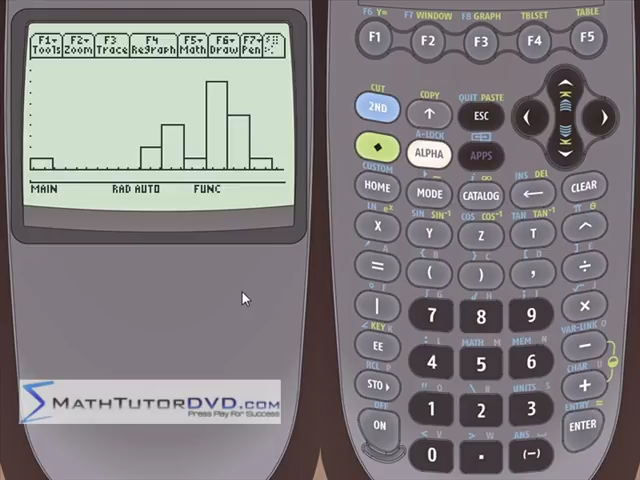 F1▾ F2▾ F3 F4 F5▾ F6▾ F7▾
Tools Zoom Trace ReGraph Math Draw Pen
MAIN RAD AUTO FUNC
MATHTUTORDVD.COM
Press Play For Success
F6 Y= F7 WINDOW F8 GRAPH TBLSET TABLE
F1 F2 F3 F4 F5
CUT COPY QUIT PASTE
2ND ↑ ESC
A-LOCK
◆ ALPHA APPS
CUSTOM INS DEL
HOME MODE CATALOG ← CLEAR
LN eˣ SIN SIN⁻¹ COS COS⁻¹ TAN TAN⁻¹ π θ
X Y Z T ^
= ( ) , ÷
| 7 8 9 ×
∠ KEY K MATH M MEM N VAR-LINK O
EE 4 5 6 −
RCL P UNITS S CHAR U
STO▸ 1 2 3 +
OFF < V > W ANS ENTRY =
ON 0 . (−) ENTER